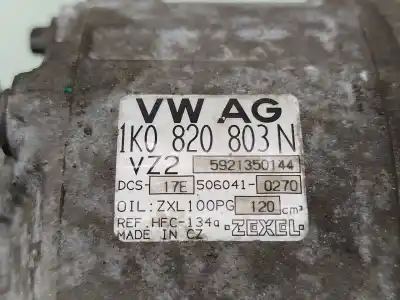 VW AG
1K0 820 803 N
VZ2 5921350144
DCS- 17E 506041- 0270
OIL: ZXL100PG 120 cm³
REF. HFC-134a ZEXEL
MADE IN CZ